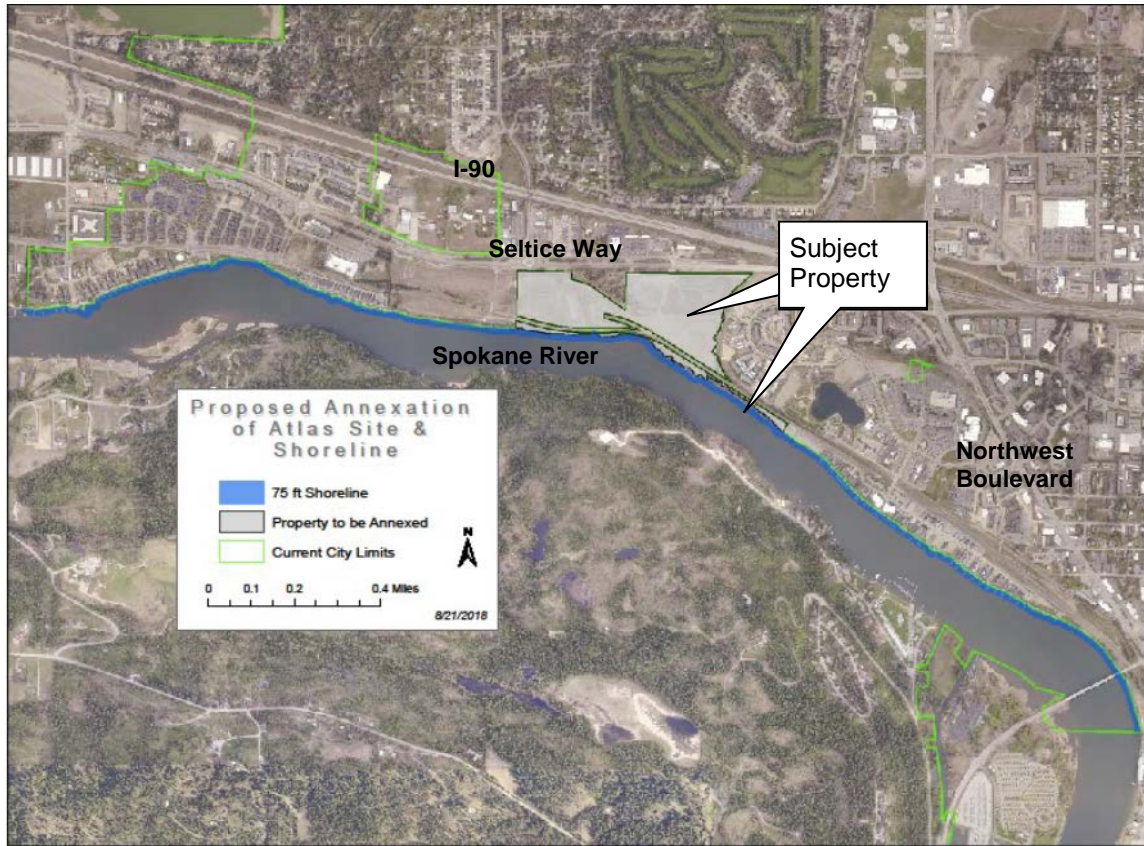 I-90
Seltice Way
Subject
Property
Spokane River
Northwest
Boulevard
Proposed Annexation
of Atlas Site &
Shoreline
75 ft Shoreline
Property to be Annexed
Current City Limits
N
0 0.1 0.2 0.4 Miles
8/21/2018